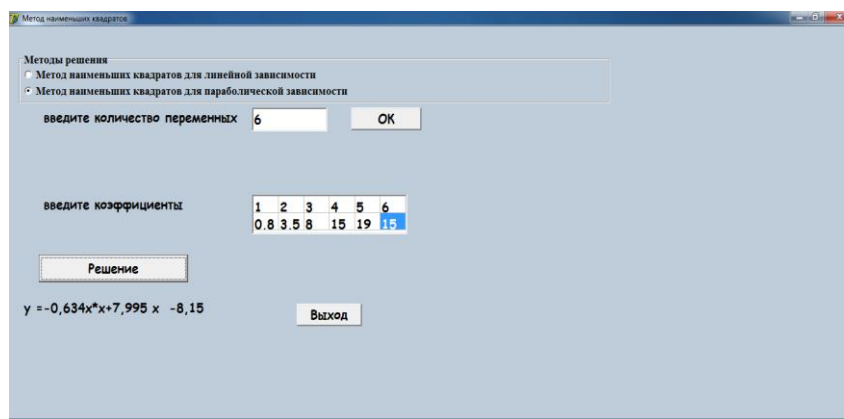 Метод наименьших квадратов
Методы решения
Метод наименьших квадратов для линейной зависимости
Метод наименьших квадратов для параболической зависимости
введите количество переменных 6 ОК
введите коэффициенты 1 2 3 4 5 6
0.8 3.5 8 15 19 15
Решение
y =-0,634x*x+7,995 x -8,15
Выход